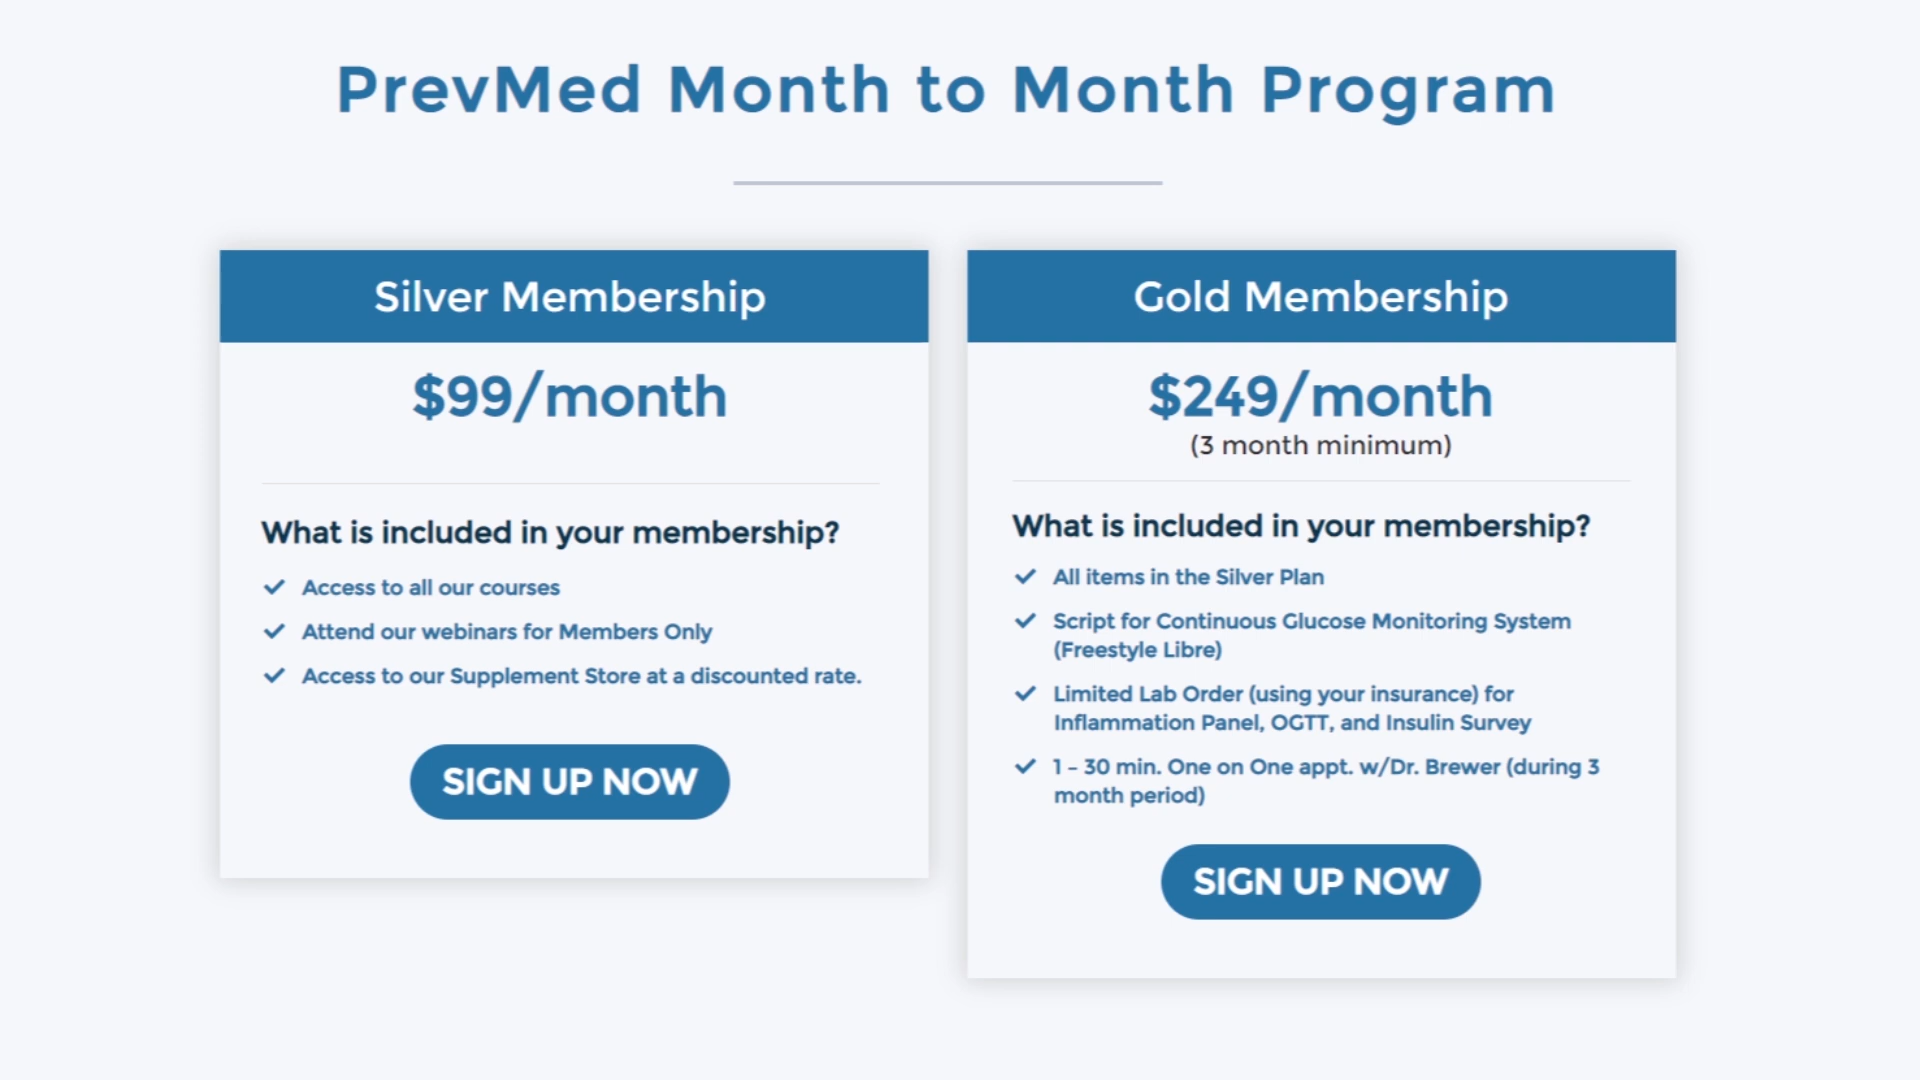 PrevMed Month to Month Program
Silver Membership
$99/month
What is included in your membership?
Access to all our courses
Attend our webinars for Members Only
Access to our Supplement Store at a discounted rate.
SIGN UP NOW
Gold Membership
$249/month
(3 month minimum)
What is included in your membership?
All items in the Silver Plan
Script for Continuous Glucose Monitoring System
(Freestyle Libre)
Limited Lab Order (using your insurance) for
Inflammation Panel, OGTT, and Insulin Survey
1 – 30 min. One on One appt. w/Dr. Brewer (during 3
month period)
SIGN UP NOW